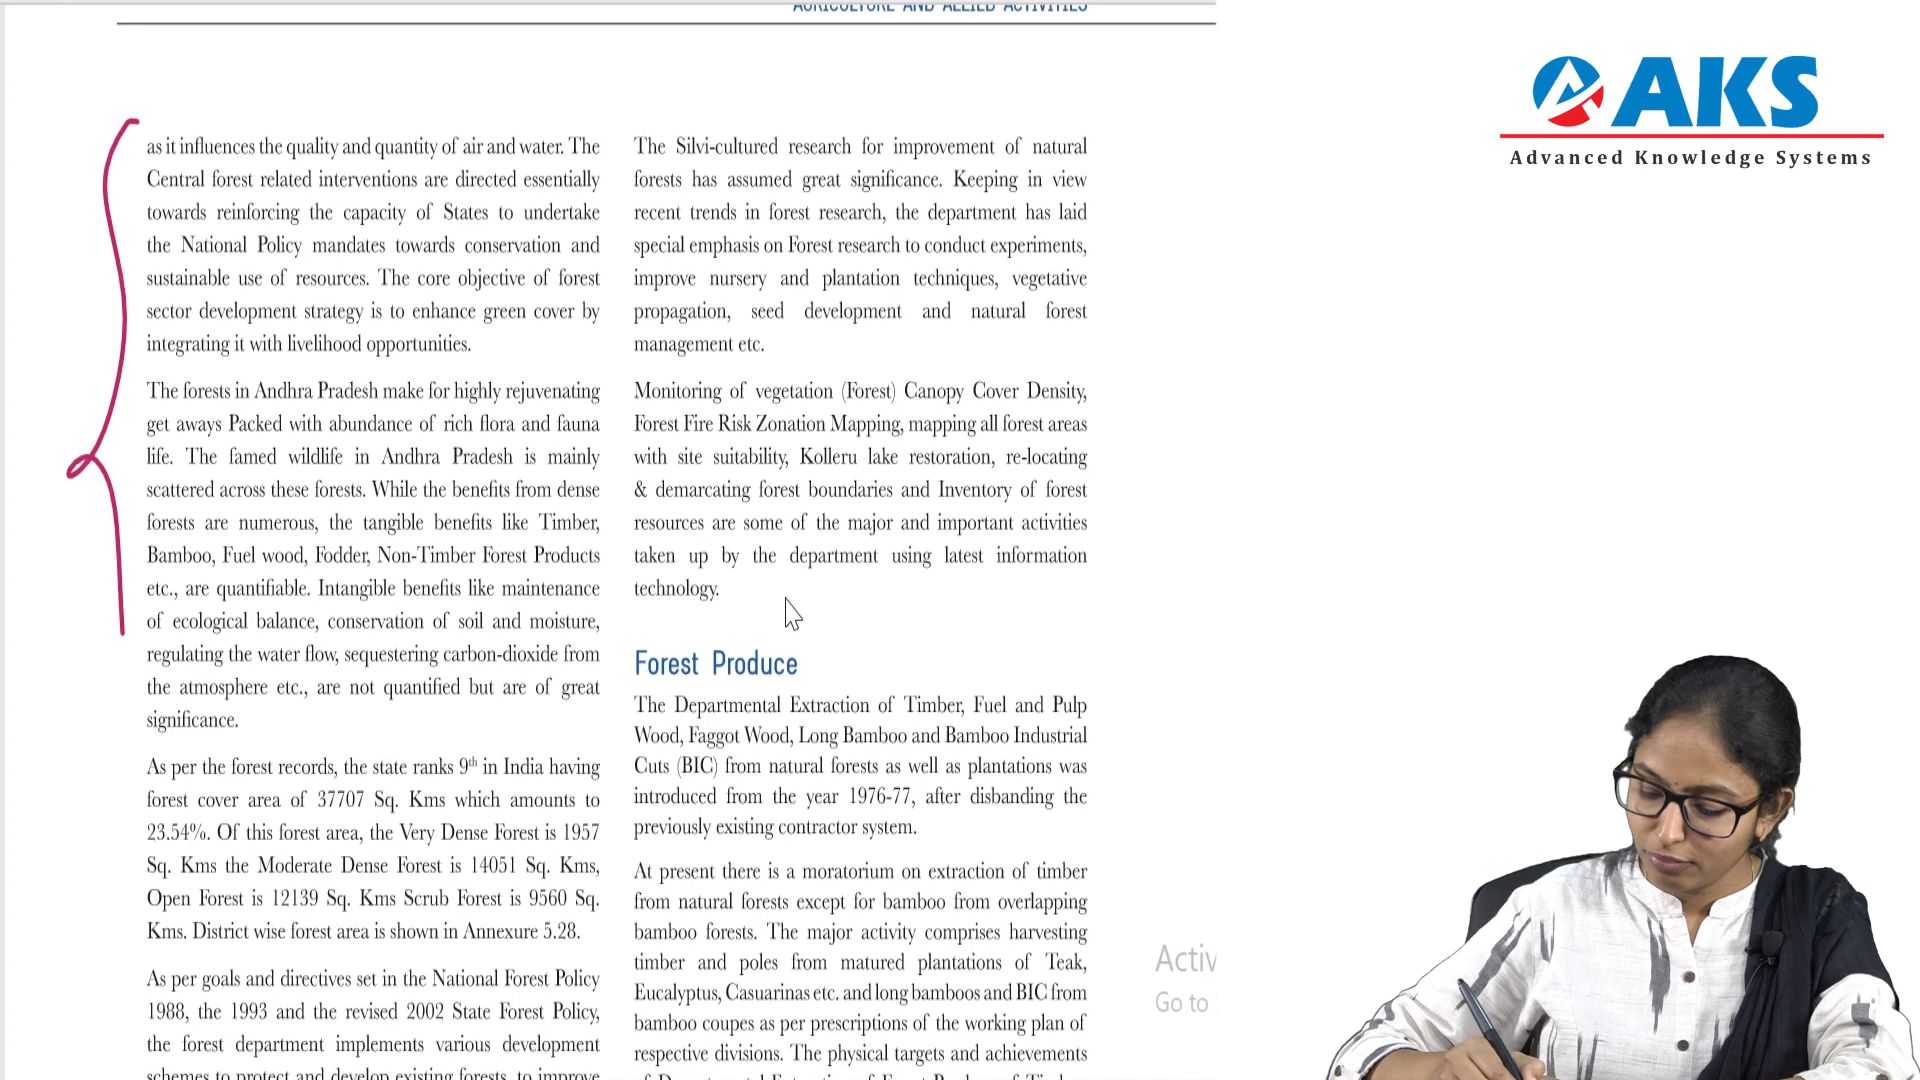 AGRICULTURE AND ALLIED ACTIVITIES
as it influences the quality and quantity of air and water. The
Central forest related interventions are directed essentially
towards reinforcing the capacity of States to undertake
the National Policy mandates towards conservation and
sustainable use of resources. The core objective of forest
sector development strategy is to enhance green cover by
integrating it with livelihood opportunities.
The forests in Andhra Pradesh make for highly rejuvenating
get aways Packed with abundance of rich flora and fauna
life. The famed wildlife in Andhra Pradesh is mainly
scattered across these forests. While the benefits from dense
forests are numerous, the tangible benefits like Timber,
Bamboo, Fuel wood, Fodder, Non-Timber Forest Products
etc., are quantifiable. Intangible benefits like maintenance
of ecological balance, conservation of soil and moisture,
regulating the water flow, sequestering carbon-dioxide from
the atmosphere etc., are not quantified but are of great
significance.
As per the forest records, the state ranks 9th in India having
forest cover area of 37707 Sq. Kms which amounts to
23.54%. Of this forest area, the Very Dense Forest is 1957
Sq. Kms the Moderate Dense Forest is 14051 Sq. Kms,
Open Forest is 12139 Sq. Kms Scrub Forest is 9560 Sq.
Kms. District wise forest area is shown in Annexure 5.28.
As per goals and directives set in the National Forest Policy
1988, the 1993 and the revised 2002 State Forest Policy,
the forest department implements various development
schemes to protect and develop existing forests, to improve
The Silvi-cultured research for improvement of natural
forests has assumed great significance. Keeping in view
recent trends in forest research, the department has laid
special emphasis on Forest research to conduct experiments,
improve nursery and plantation techniques, vegetative
propagation, seed development and natural forest
management etc.
Monitoring of vegetation (Forest) Canopy Cover Density,
Forest Fire Risk Zonation Mapping, mapping all forest areas
with site suitability, Kolleru lake restoration, re-locating
& demarcating forest boundaries and Inventory of forest
resources are some of the major and important activities
taken up by the department using latest information
technology.
Forest Produce
The Departmental Extraction of Timber, Fuel and Pulp
Wood, Faggot Wood, Long Bamboo and Bamboo Industrial
Cuts (BIC) from natural forests as well as plantations was
introduced from the year 1976-77, after disbanding the
previously existing contractor system.
At present there is a moratorium on extraction of timber
from natural forests except for bamboo from overlapping
bamboo forests. The major activity comprises harvesting
timber and poles from matured plantations of Teak,
Eucalyptus, Casuarinas etc. and long bamboos and BIC from
bamboo coupes as per prescriptions of the working plan of
respective divisions. The physical targets and achievements
AKS
Advanced Knowledge Systems
Activ
Go to